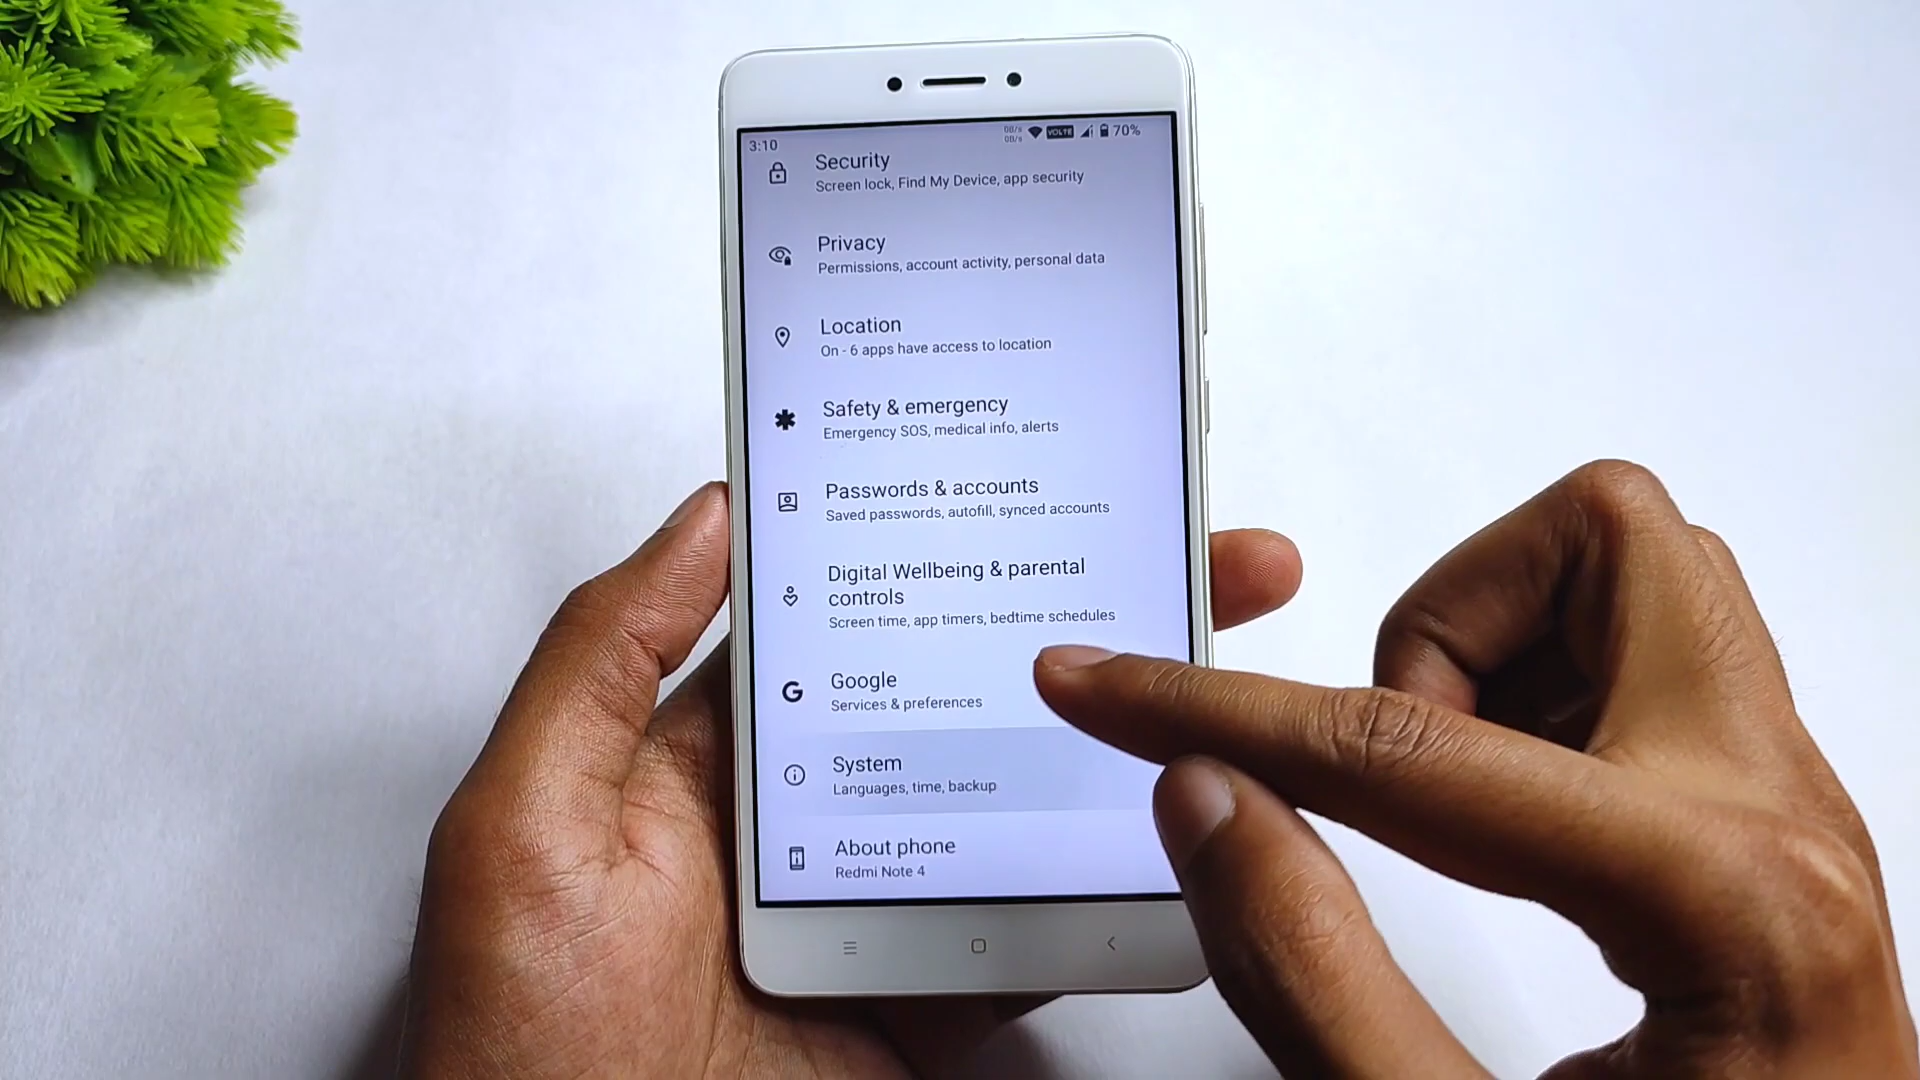 3:10
0B/s
0B/s
VOLTE
70%
Security
Screen lock, Find My Device, app security
Privacy
Permissions, account activity, personal data
Location
On - 6 apps have access to location
Safety & emergency
Emergency SOS, medical info, alerts
Passwords & accounts
Saved passwords, autofill, synced accounts
Digital Wellbeing & parental
controls
Screen time, app timers, bedtime schedules
G
Google
Services & preferences
System
Languages, time, backup
About phone
Redmi Note 4